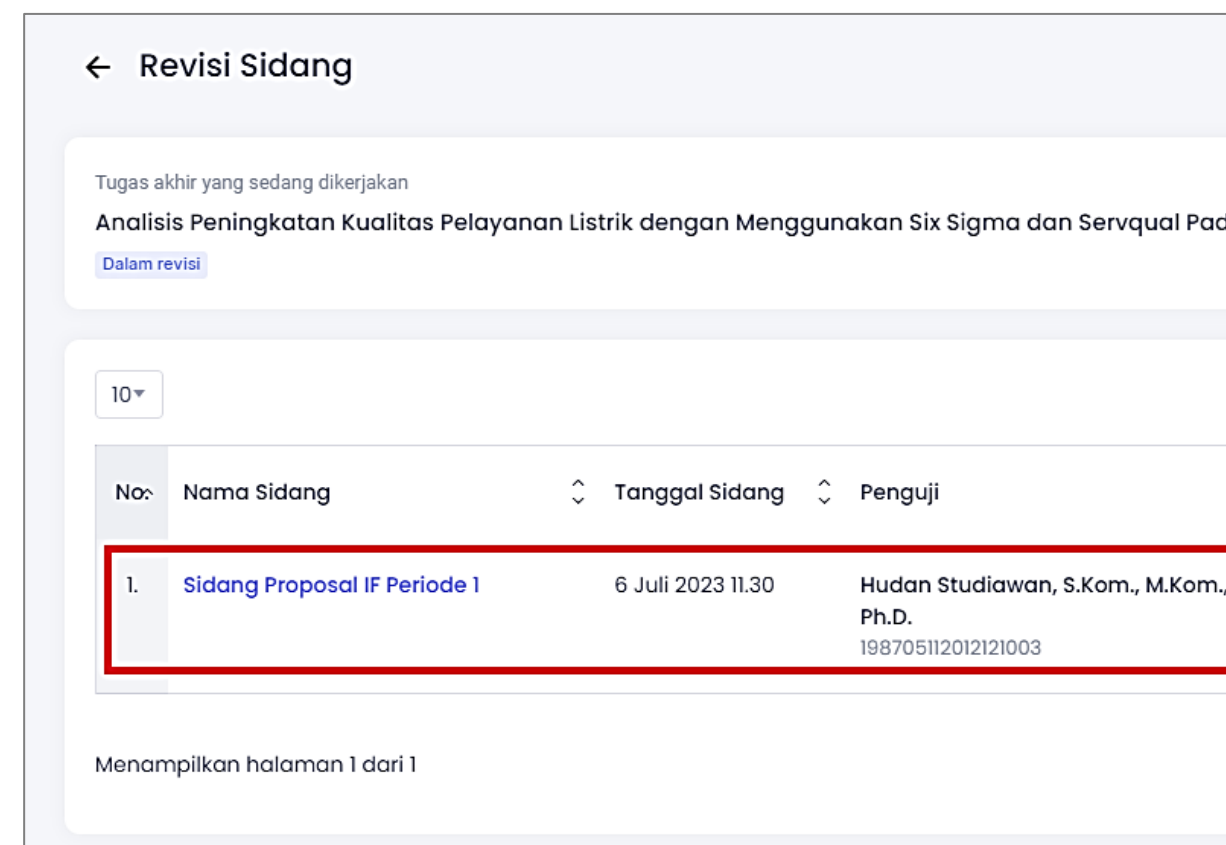 Revisi Sidang
Tugas akhir yang sedang dikerjakan
Analisis Peningkatan Kualitas Pelayanan Listrik dengan Menggunakan Six Sigma dan Servqual
Dalam revisi
10
No. Nama Sidang Tanggal Sidang Penguji
1. Sidang Proposal IF Periode 1 6 Juli 2023 11.30 Hudan Studiawan, S.Kom., M.Kom.,
Ph.D.
198705112012121003
Menampilkan halaman 1 dari 1